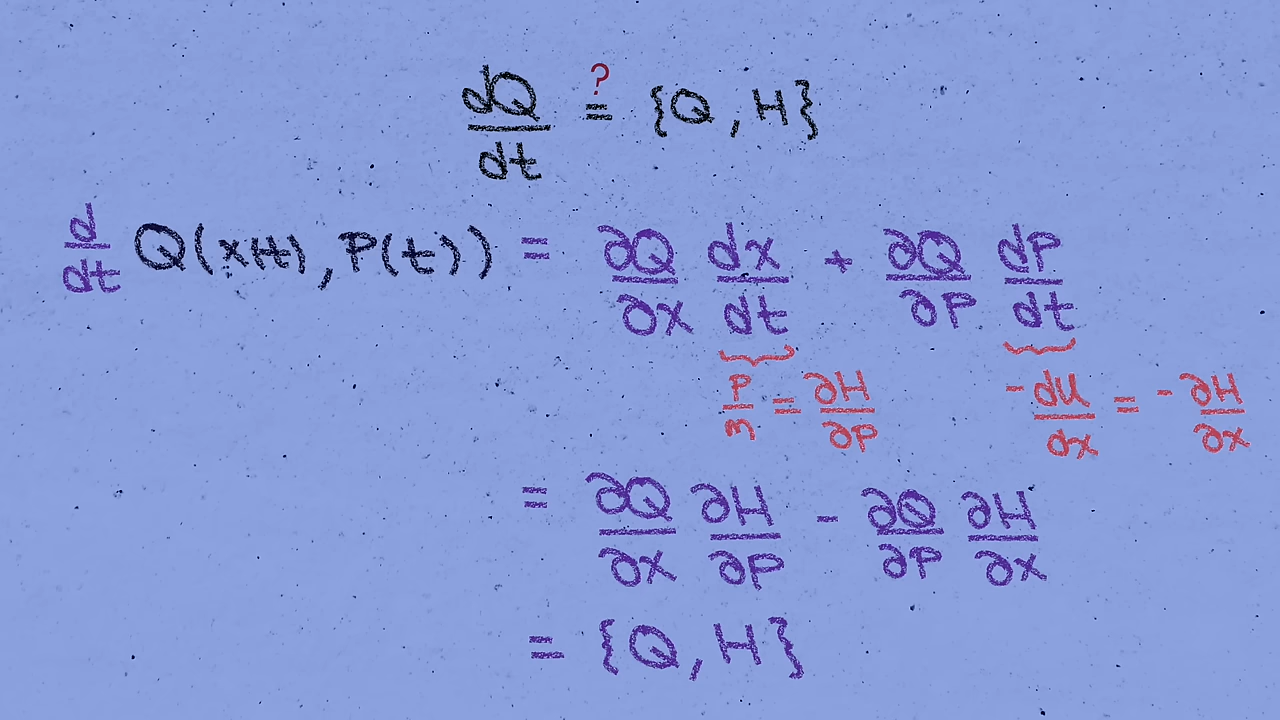 dQ/dt ?= {Q, H}
d/dt Q(x(t), P(t)) = ∂Q/∂x dx/dt + ∂Q/∂P dP/dt
P/m = ∂H/∂P   -dU/dx = -∂H/∂x
= ∂Q/∂x ∂H/∂P - ∂Q/∂P ∂H/∂x
= {Q, H}